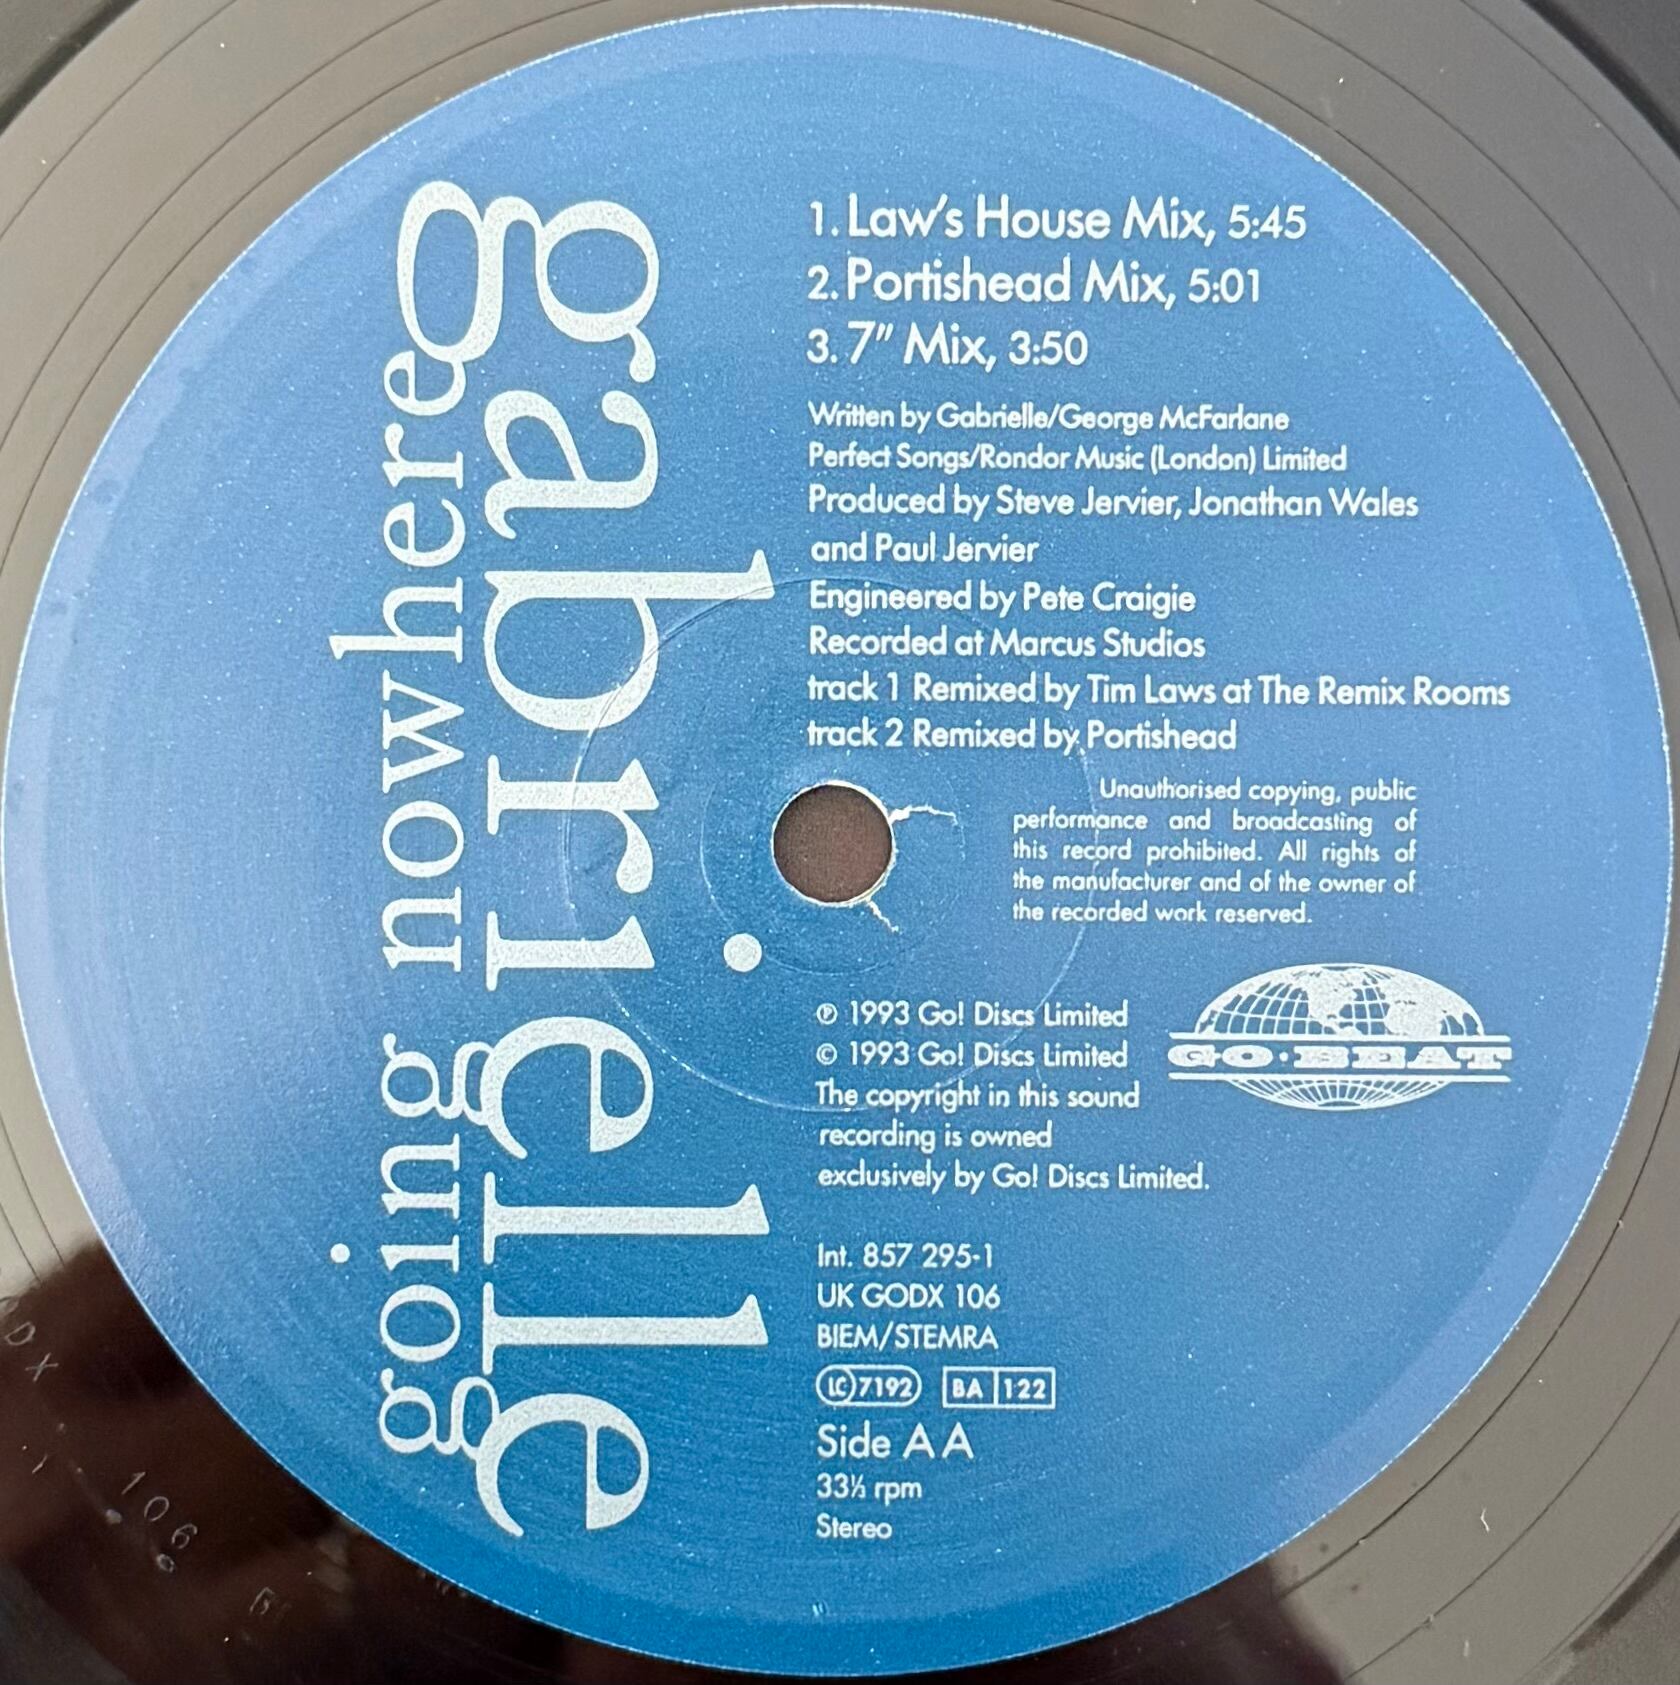 going nowhere
gabrielle
1. Law's House Mix, 5:45
2. Portishead Mix, 5:01
3. 7" Mix, 3:50
Written by Gabrielle/George McFarlane
Perfect Songs/Rondor Music (London) Limited
Produced by Steve Jervier, Jonathan Wales
and Paul Jervier
Engineered by Pete Craigie
Recorded at Marcus Studios
track 1 Remixed by Tim Laws at The Remix Rooms
track 2 Remixed by Portishead
Unauthorised copying, public
performance and broadcasting of
this record prohibited. All rights of
the manufacturer and of the owner of
the recorded work reserved.
℗ 1993 Go! Discs Limited
© 1993 Go! Discs Limited
The copyright in this sound
recording is owned
exclusively by Go! Discs Limited.
GO·BEAT
Int. 857 295-1
UK GODX 106
BIEM/STEMRA
LC 7192 BA 122
Side AA
33⅓ rpm
Stereo
DX 106